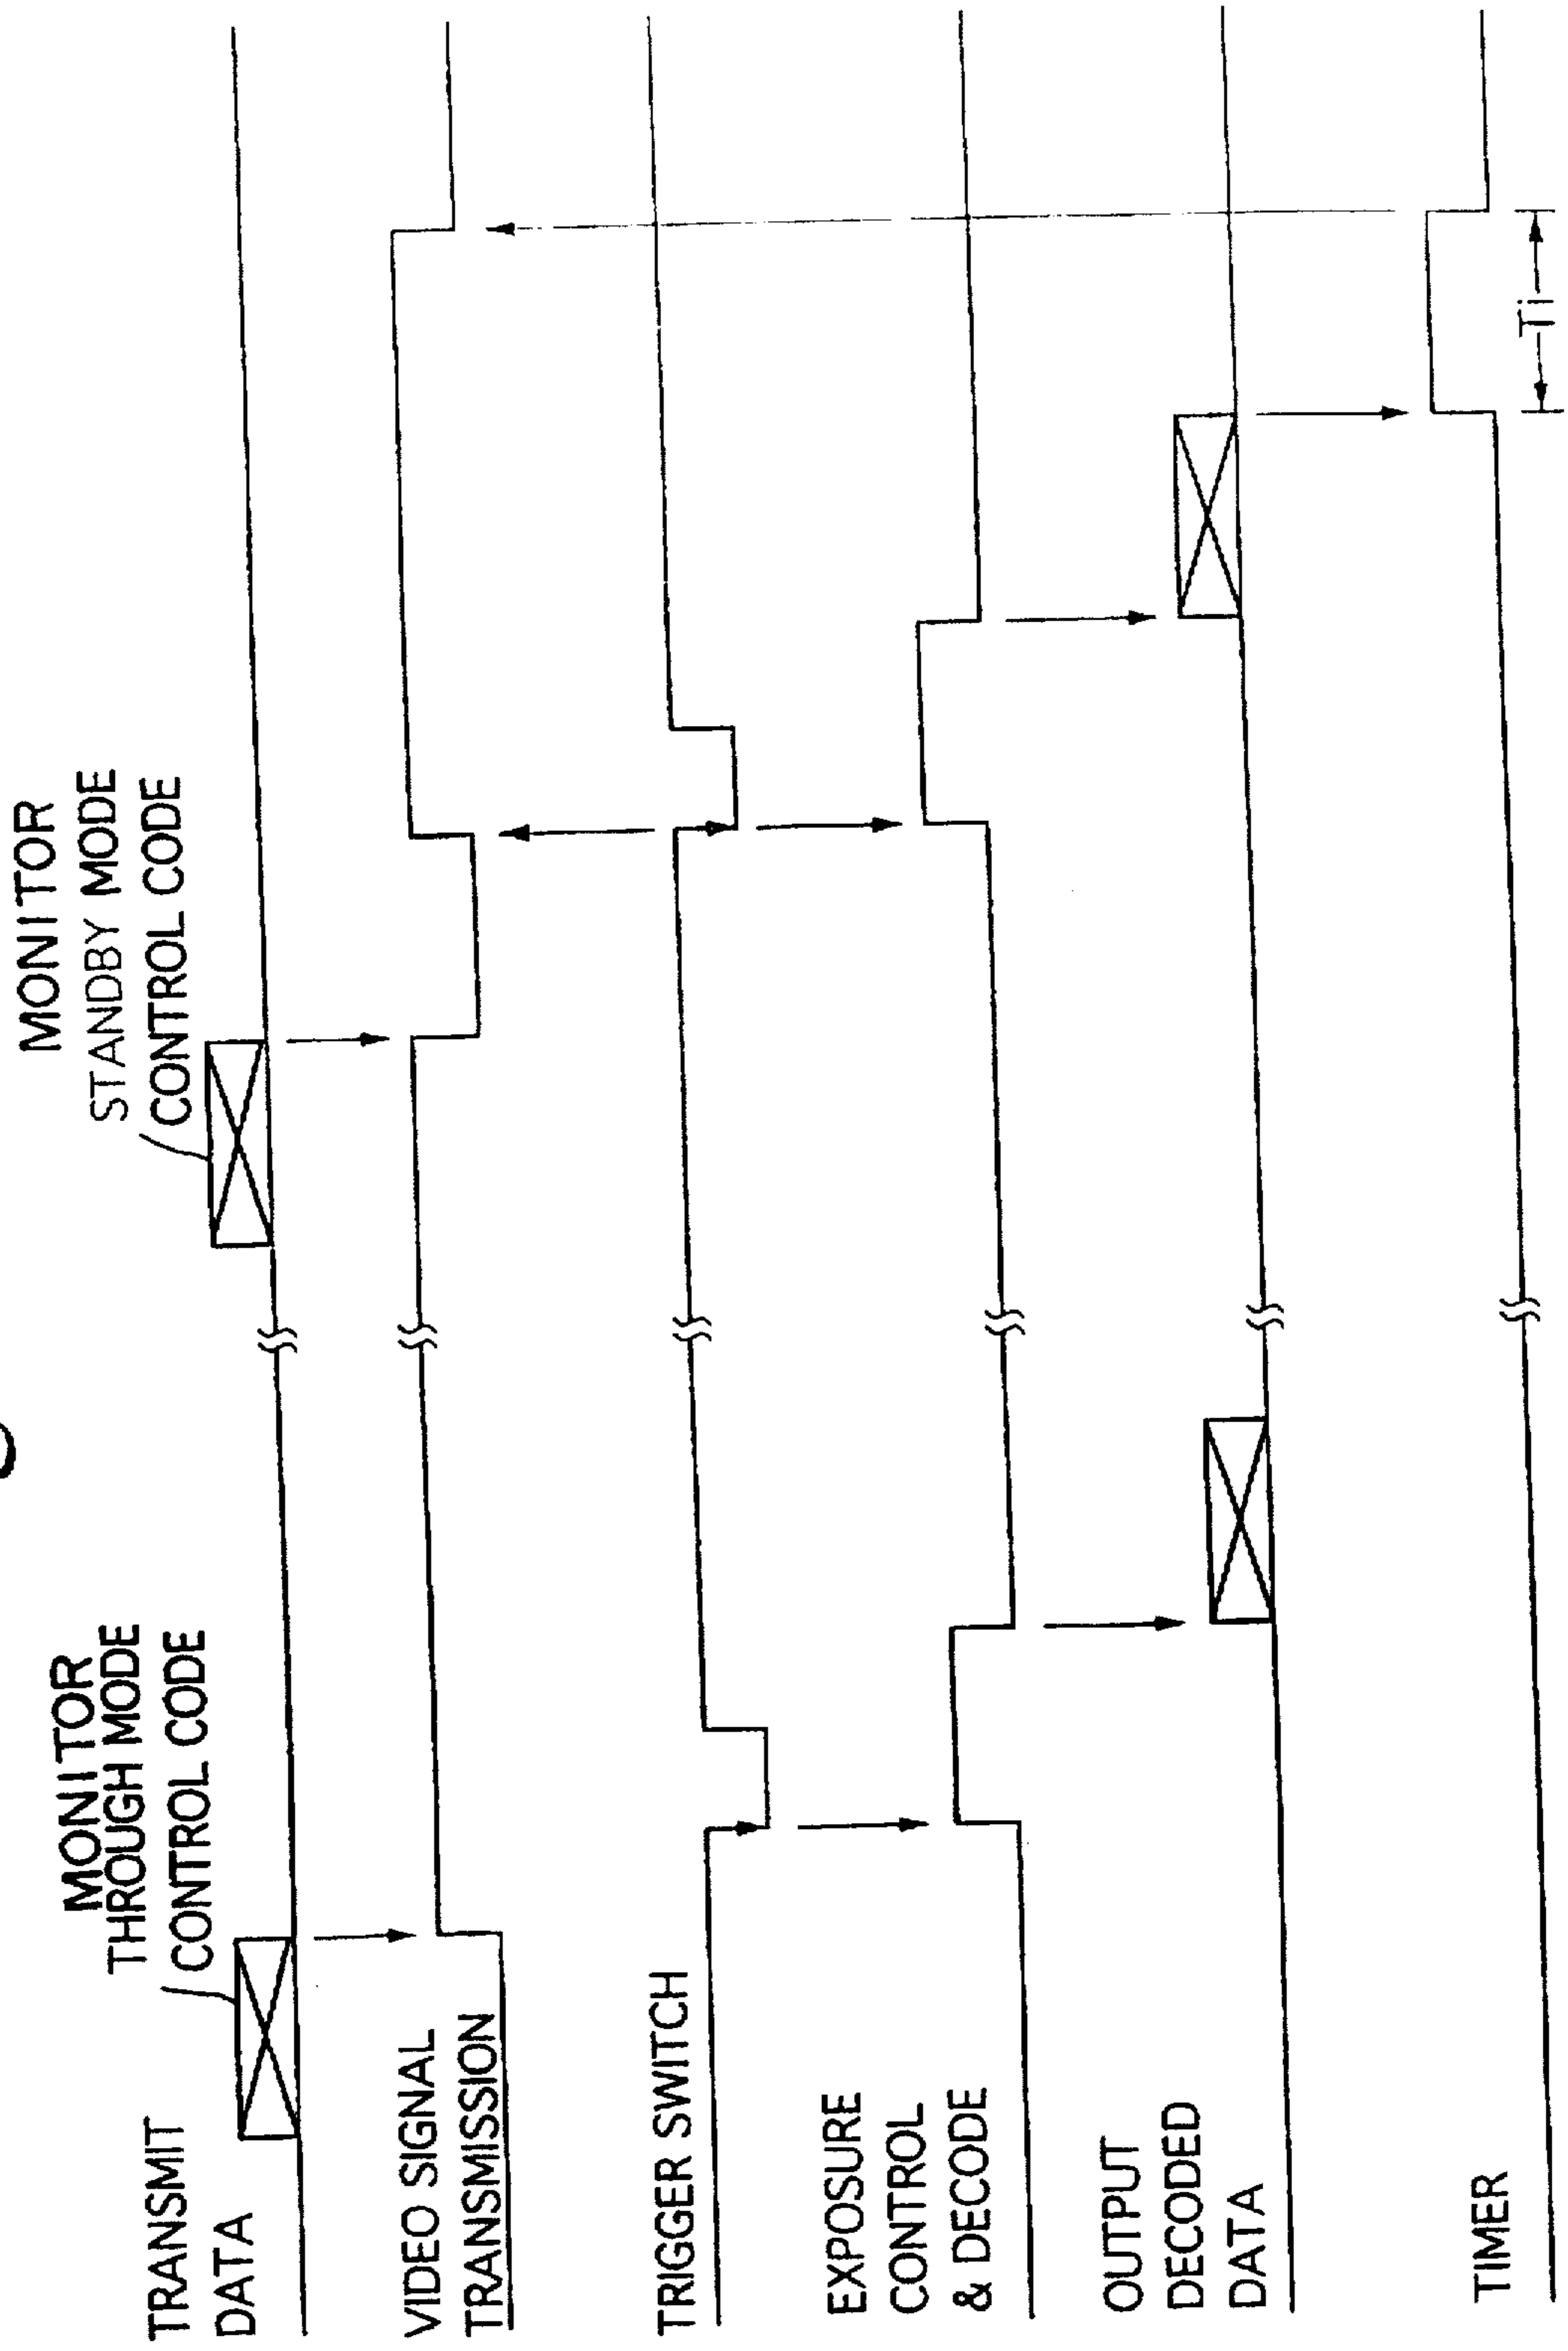 MONITOR
THROUGH MODE
CONTROL CODE
MONITOR
STANDBY MODE
CONTROL CODE
TRANSMIT
DATA
VIDEO SIGNAL
TRANSMISSION
TRIGGER SWITCH
EXPOSURE
CONTROL
& DECODE
OUTPUT
DECODED
DATA
TIMER
Ti